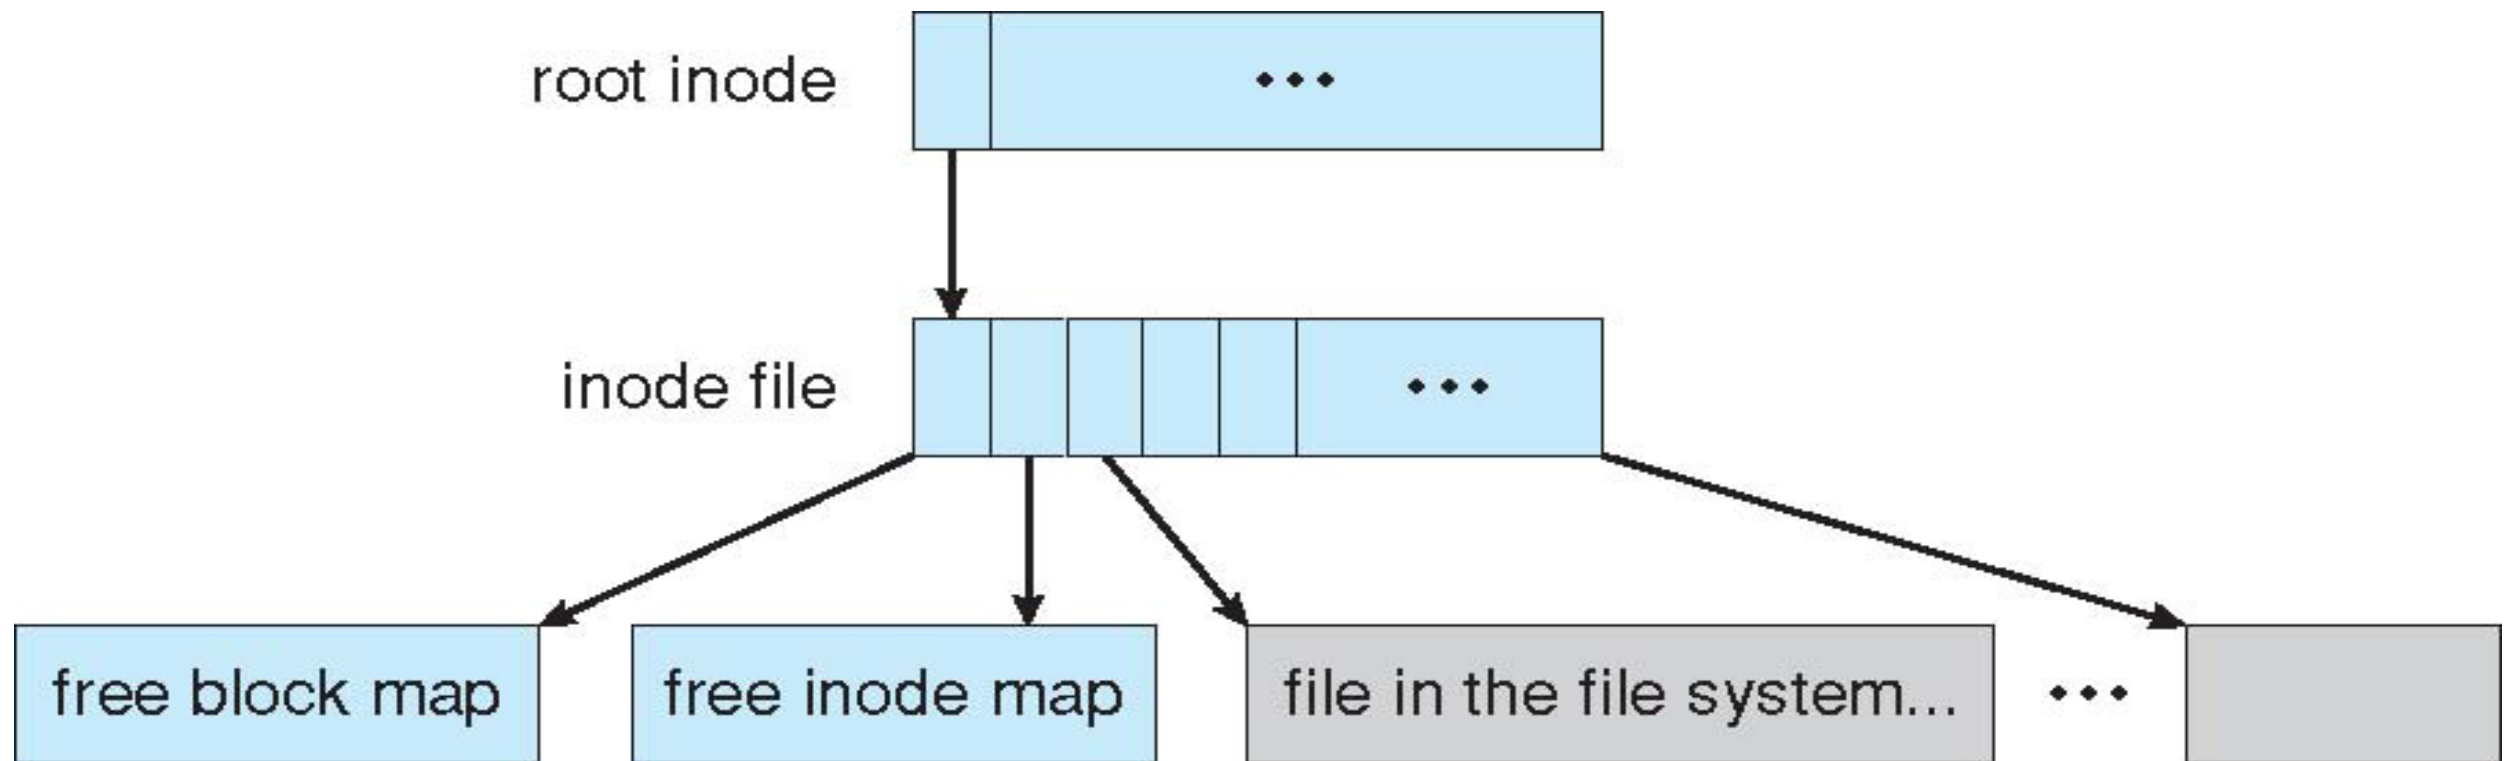 root inode
...
inode file
...
free block map
free inode map
file in the file system...
...